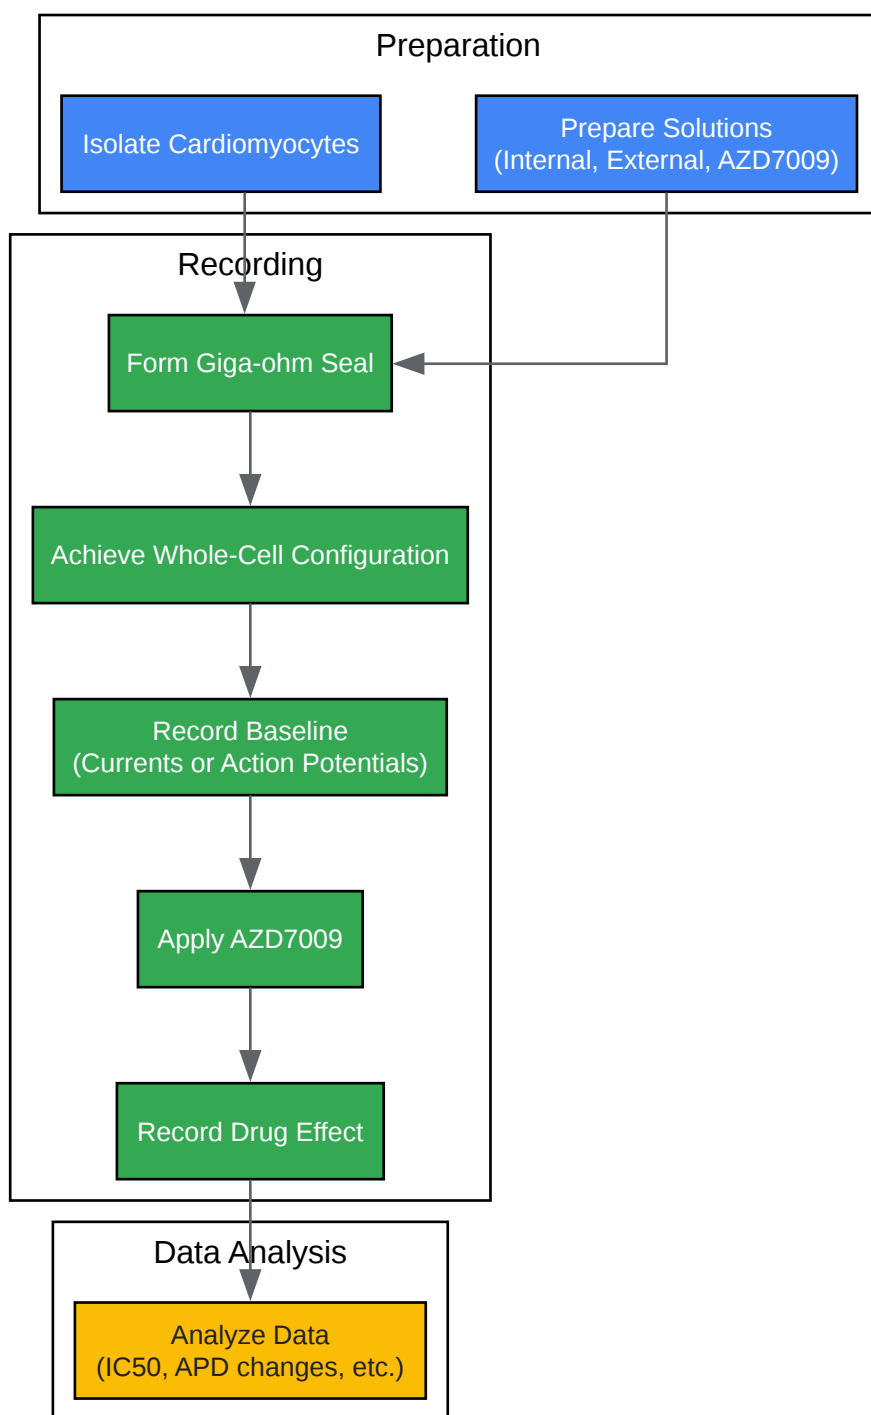 Preparation
Isolate Cardiomyocytes
Prepare Solutions
(Internal, External, AZD7009)
Recording
Form Giga-ohm Seal
Achieve Whole-Cell Configuration
Record Baseline
(Currents or Action Potentials)
Apply AZD7009
Record Drug Effect
Data Analysis
Analyze Data
(IC50, APD changes, etc.)